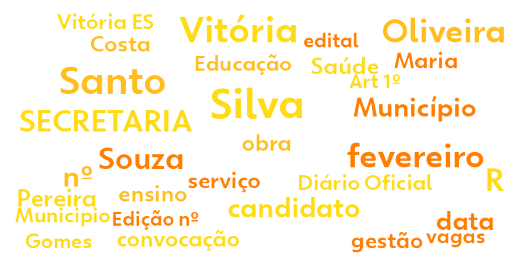 Vitória ES
Vitória
Oliveira
Costa
edital
Educação
Saúde
Maria
Santo
Art 1º
Silva
Município
SECRETARIA
obra
Souza
fevereiro
nº
serviço
Diário Oficial
R
Pereira
ensino
candidato
Municipio
Edição nº
data
Gomes
convocação
gestão
vagas